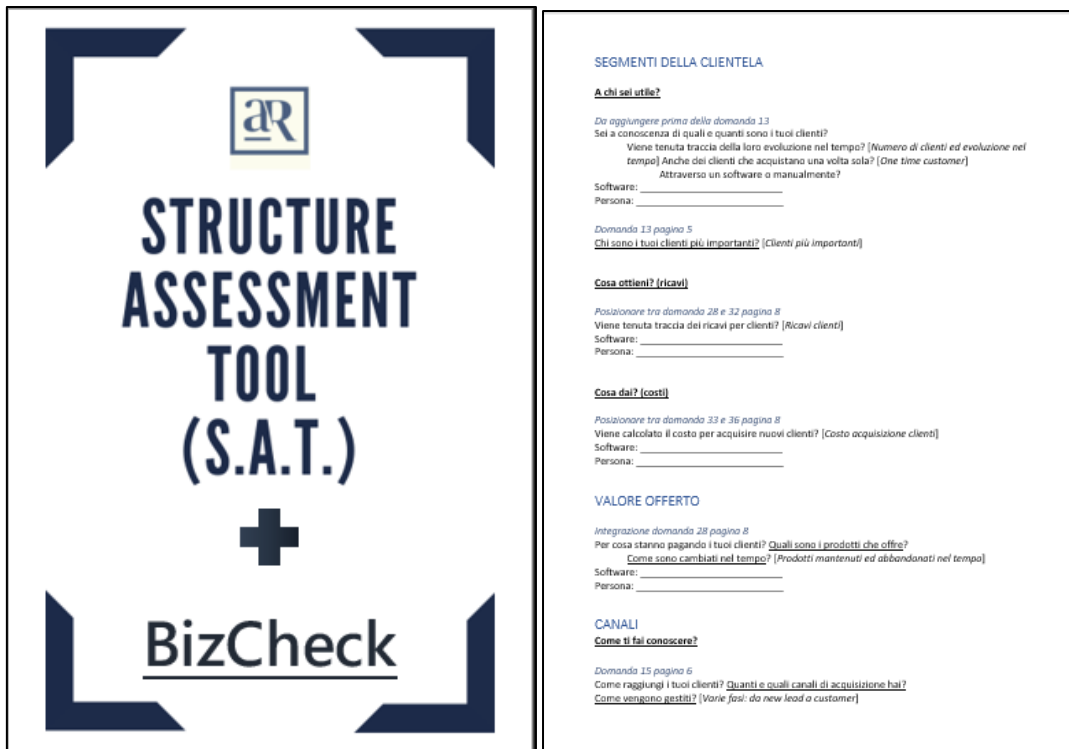 aR
STRUCTURE
ASSESSMENT
TOOL
(S.A.T.)
BizCheck
SEGMENTI DELLA CLIENTELA
A chi sei utile?
Da aggiungere prima della domanda 13
Sei a conoscenza di quali e quanti sono i tuoi clienti?
Viene tenuta traccia della loro evoluzione nel tempo? [Numero di clienti ed evoluzione nel
tempo] Anche dei clienti che acquistano una volta sola? [One time customer]
Attraverso un software o manualmente?
Software: ____________________
Persona: ____________________
Domanda 13 pagina 5
Chi sono i tuoi clienti più importanti? [Clienti più importanti]
Cosa ottieni? (ricavi)
Posizionare tra domanda 28 e 32 pagina 8
Viene tenuta traccia dei ricavi per clienti? [Ricavi clienti]
Software: ____________________
Persona: ____________________
Cosa dai? (costi)
Posizionare tra domanda 33 e 36 pagina 8
Viene calcolato il costo per acquisire nuovi clienti? [Costo acquisizione clienti]
Software: ____________________
Persona: ____________________
VALORE OFFERTO
Integrazione domanda 28 pagina 8
Per cosa stanno pagando i tuoi clienti? Quali sono i prodotti che offre?
Come sono cambiati nel tempo? [Prodotti mantenuti ed abbandonati nel tempo]
Software: ____________________
Persona: ____________________
CANALI
Come ti fai conoscere?
Domanda 15 pagina 6
Come raggiungi i tuoi clienti? Quanti e quali canali di acquisizione hai?
Come vengono gestiti? [Varie fasi: da new lead a customer]